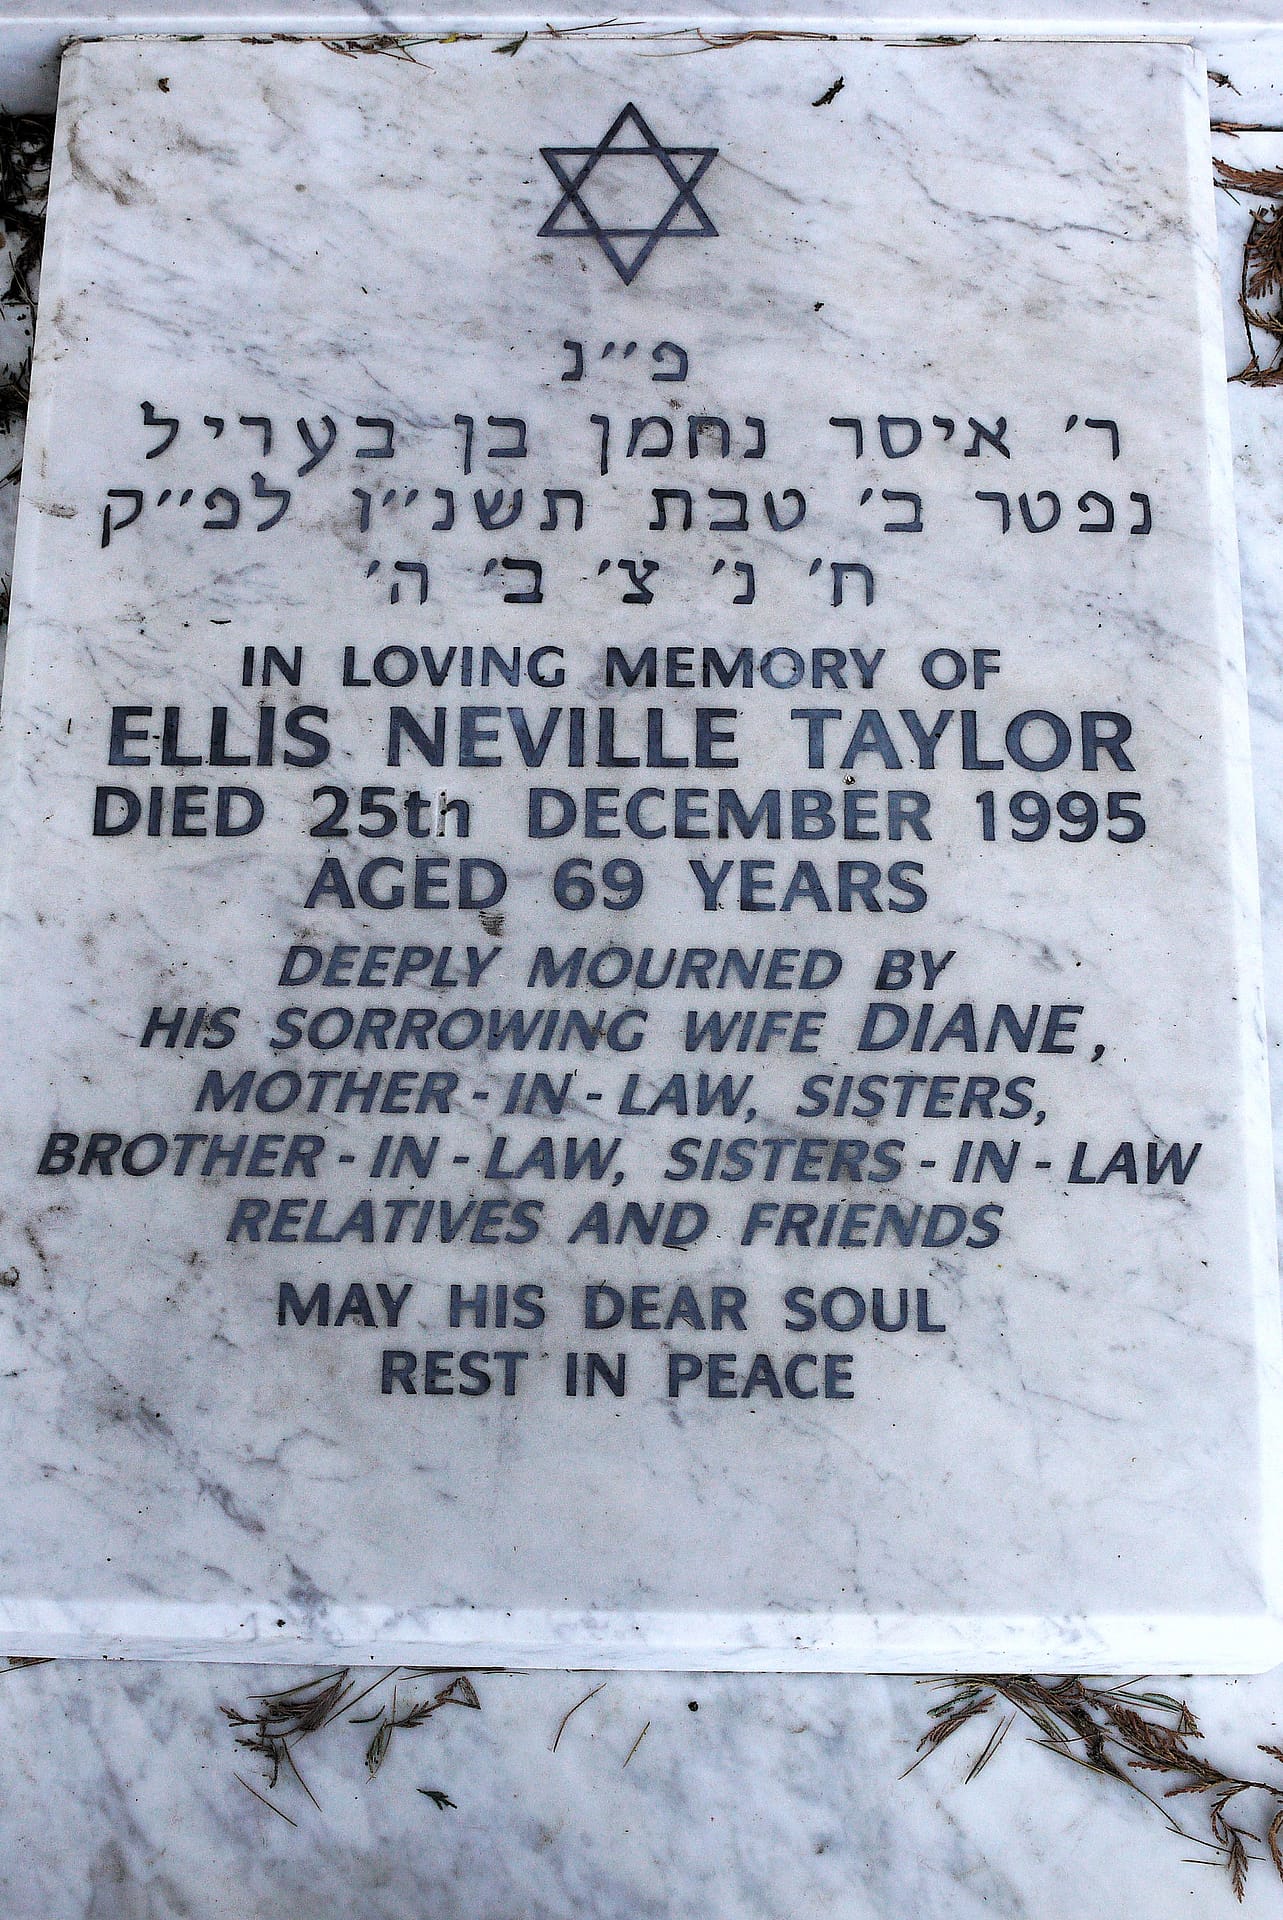 פ״נ
ר׳ איסר נחמן בן בעריל
נפטר ב׳ טבת תשנ״ו לפ״ק
ח׳ נ׳ צ׳ ב׳ ה׳
IN LOVING MEMORY OF
ELLIS NEVILLE TAYLOR
DIED 25th DECEMBER 1995
AGED 69 YEARS
DEEPLY MOURNED BY
HIS SORROWING WIFE DIANE,
MOTHER-IN-LAW, SISTERS,
BROTHER-IN-LAW, SISTERS-IN-LAW
RELATIVES AND FRIENDS
MAY HIS DEAR SOUL
REST IN PEACE